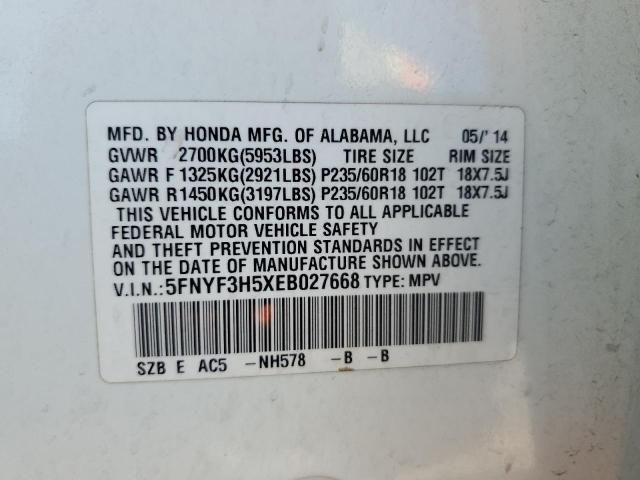 MFD. BY HONDA MFG. OF ALABAMA, LLC 05/'14
GVWR 2700KG(5953LBS) TIRE SIZE RIM SIZE
GAWR F 1325KG(2921LBS) P235/60R18 102T 18X7.5J
GAWR R 1450KG(3197LBS) P235/60R18 102T 18X7.5J
THIS VEHICLE CONFORMS TO ALL APPLICABLE
FEDERAL MOTOR VEHICLE SAFETY
AND THEFT PREVENTION STANDARDS IN EFFECT
ON THE DATE OF MANUFACTURE SHOWN ABOVE.
V.I.N.: 5FNYF3H5XEB027668 TYPE: MPV
SZB E AC5 -NH578 -B -B